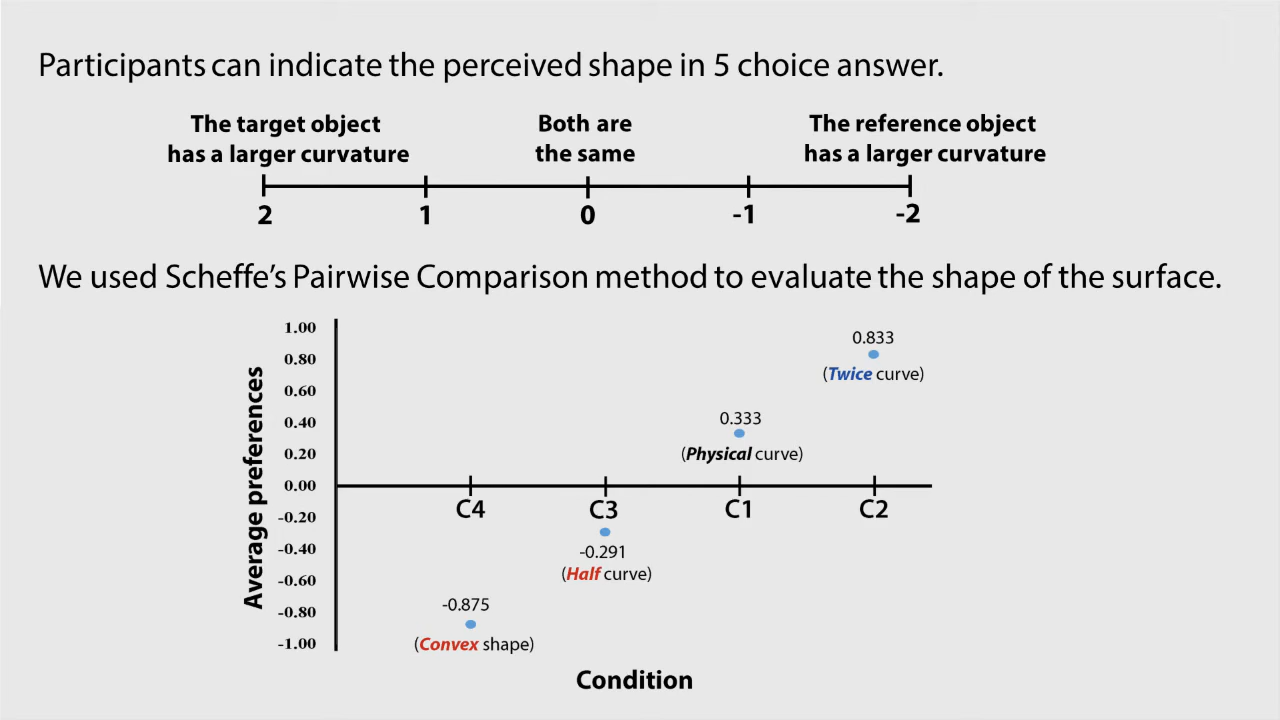 Participants can indicate the perceived shape in 5 choice answer.
The target object
has a larger curvature
Both are
the same
The reference object
has a larger curvature
2
1
0
-1
-2
We used Scheffe's Pairwise Comparison method to evaluate the shape of the surface.
Average preferences
1.00
0.80
0.60
0.40
0.20
0.00
-0.20
-0.40
-0.60
-0.80
-1.00
0.833
(Twice curve)
0.333
(Physical curve)
C4
C3
C1
C2
-0.291
(Half curve)
-0.875
(Convex shape)
Condition